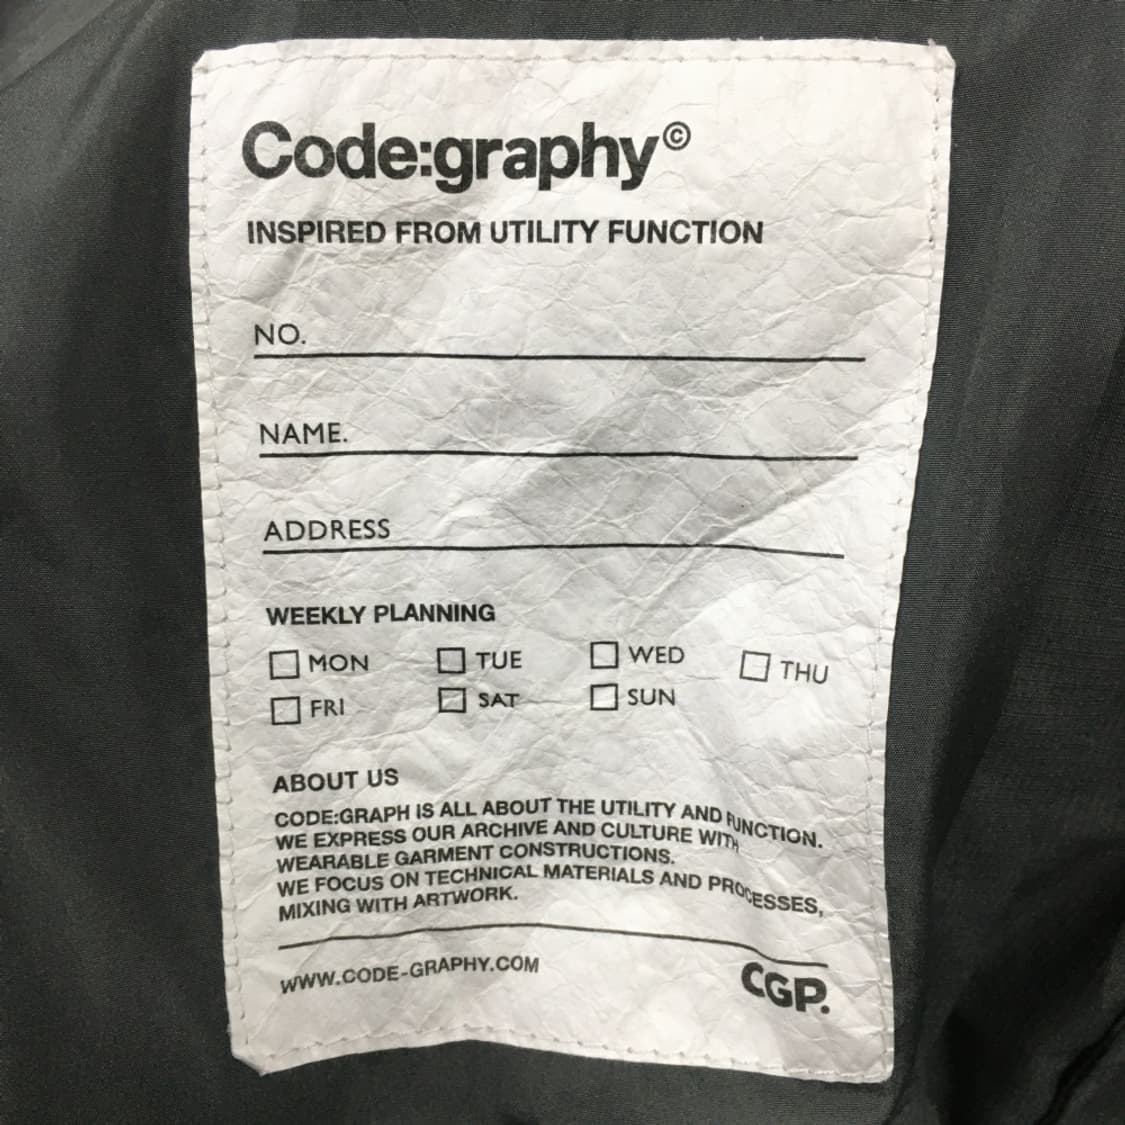 Code:graphy©
INSPIRED FROM UTILITY FUNCTION
NO.
NAME.
ADDRESS
WEEKLY PLANNING
MON TUE WED THU
FRI SAT SUN
ABOUT US
CODE:GRAPH IS ALL ABOUT THE UTILITY AND FUNCTION.
WE EXPRESS OUR ARCHIVE AND CULTURE WITH
WEARABLE GARMENT CONSTRUCTIONS.
WE FOCUS ON TECHNICAL MATERIALS AND PROCESSES,
MIXING WITH ARTWORK.
WWW.CODE-GRAPHY.COM CGP.